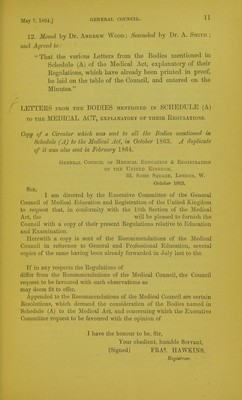 May 7, 1864.] GENERAL COUNCIL. 11
12. Moved by Dr. Andrew Wood; Seconded by Dr. A. Smith;
and Agreed to:
“That the various Letters from the Bodies mentioned in
Schedule (A) of the Medical Act, explanatory of their
Regulations, which have already been printed in proof,
be laid on the table of the Council, and entered on the
Minutes.”
LETTERS FROM THE BODIES MENTIONED IN SCHEDULE (A)
TO THE MEDICAL ACT, EXPLANATORY OF THEIR REGULATIONS.
Copy of a Circular which was sent to all the Bodies mentioned in
Schedule (A) to the Medical Act, in October 1863. A duplicate
of it was also sent in February 1864.
General Council of Medical Education & Registration
of the United Kingdom,
32, Soho Square, London, W.
October 1863.
Sir,
I am directed by the Executive Committee of the General
Council of Medical Education and Registration of the United Kingdom
to request that, in conformity with the 18th Section of the Medical
Act, the will be pleased to furnish the
Council with a copy of their present Regulations relative to Education
and Examination.
Herewith a copy is sent of the Recommendations of the Medical
Council in reference to General and Professional Education, several
copies of the same having been already forwarded in July last to the
If in any respects the Regulations of
differ from the Recommendations of the Medical Council, the Council
request to be favoured with such observations as
may deem fit to offer.
Appended to the Recommendations of the Medical Council are certain
Resolutions, which demand the consideration of the Bodies named in
Schedule (A) to the Medical Act, and concerning which the Executive
Committee request to be favoured with the opinion of
I have the honour to be, Sir,
Your obedient, humble Servant,
(Signed) FRAS. HAWKINS,
Registrar.